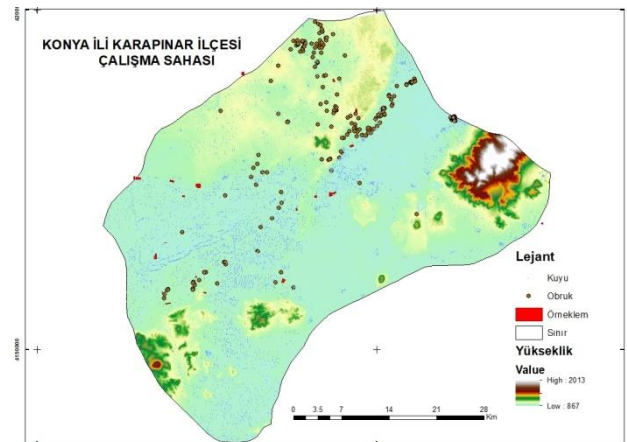 KONYA İLİ KARAPINAR İLÇESİ
ÇALIŞMA SAHASI
Lejant
Kuyu
Obruk
Örneklem
Sınır
Yükseklik
Value
High : 2013
Low : 867
0 3.5 7 14 21 28
Km